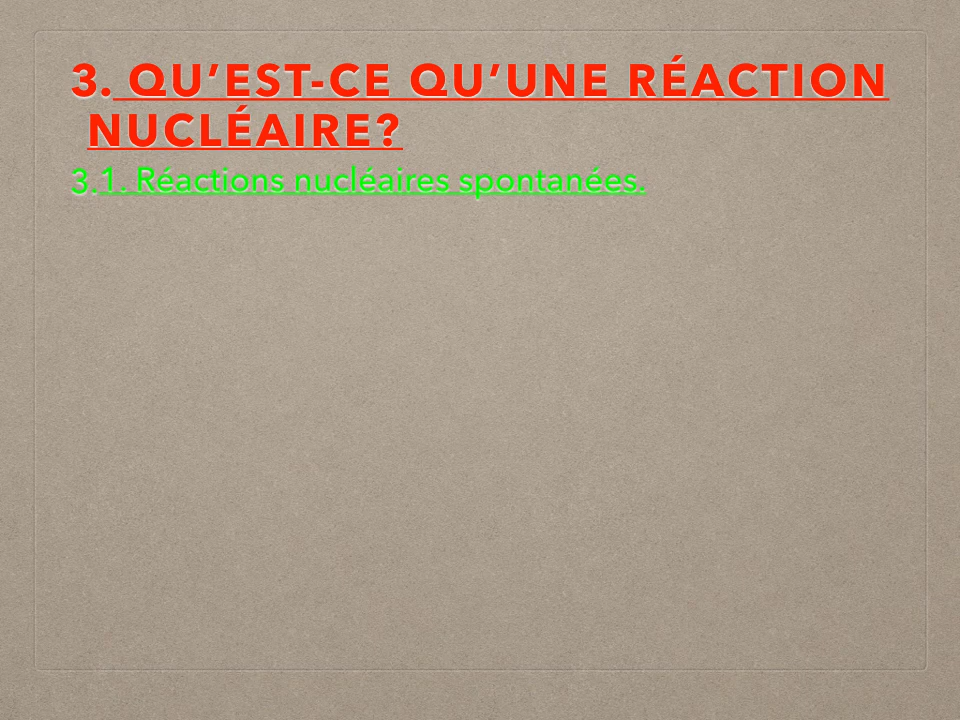 3. QU’EST-CE QU’UNE RÉACTION
NUCLÉAIRE?
3.1. Réactions nucléaires spontanées.